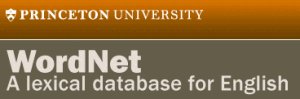 PRINCETON UNIVERSITY
WordNet
A lexical database for English